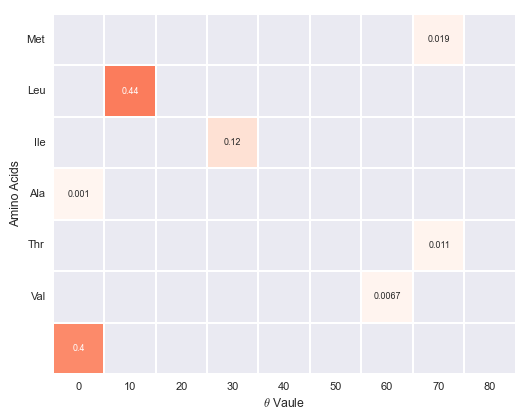 Met 0.019
Leu 0.44
Ile 0.12
Amino Acids
Ala 0.001
Thr 0.011
Val 0.0067
0.4
0 10 20 30 40 50 60 70 80
θ Vaule